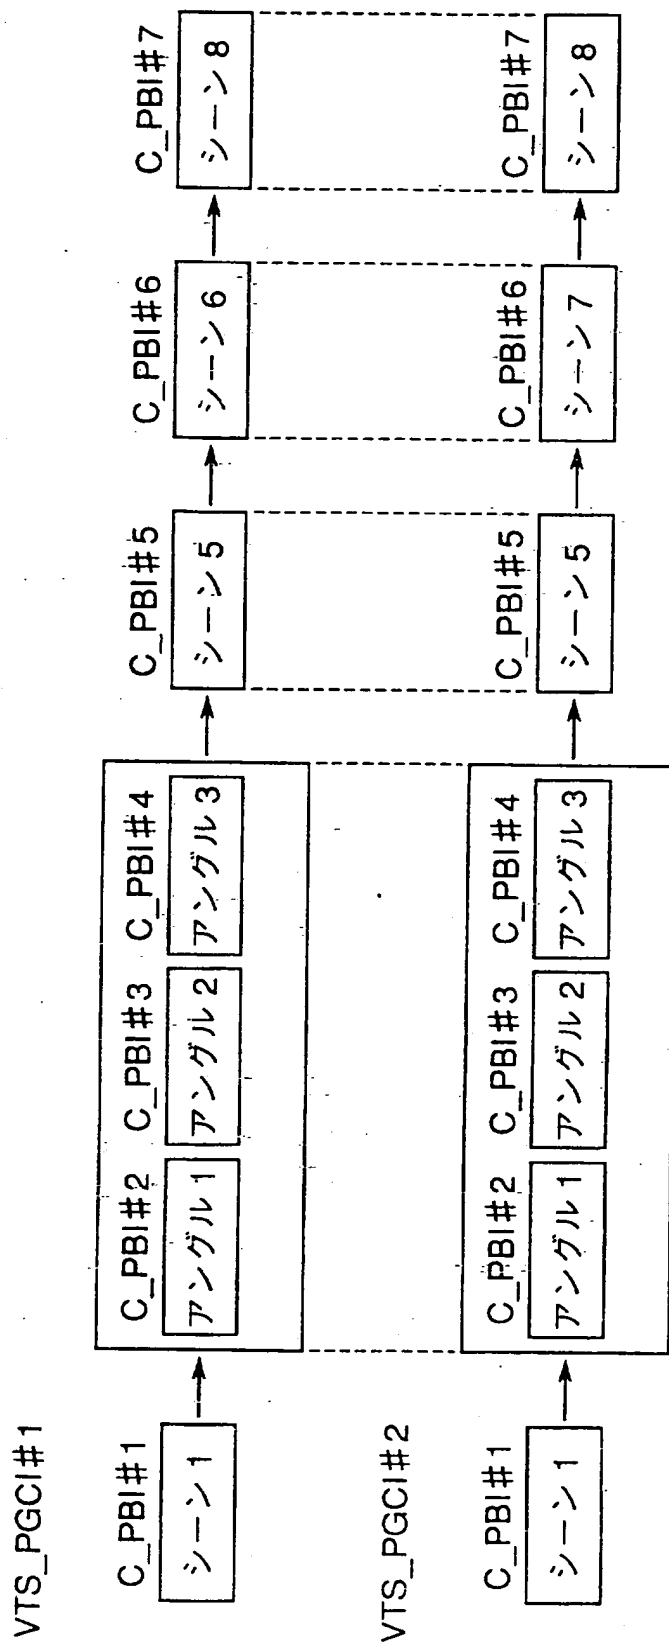 VTS_PGCI#1
C_PBI#1
シーン1
C_PBI#2
アングル1
C_PBI#3
アングル2
C_PBI#4
アングル3
C_PBI#5
シーン5
C_PBI#6
シーン6
C_PBI#7
シーン8
VTS_PGCI#2
C_PBI#1
シーン1
C_PBI#2
アングル1
C_PBI#3
アングル2
C_PBI#4
アングル3
C_PBI#5
シーン5
C_PBI#6
シーン7
C_PBI#7
シーン8